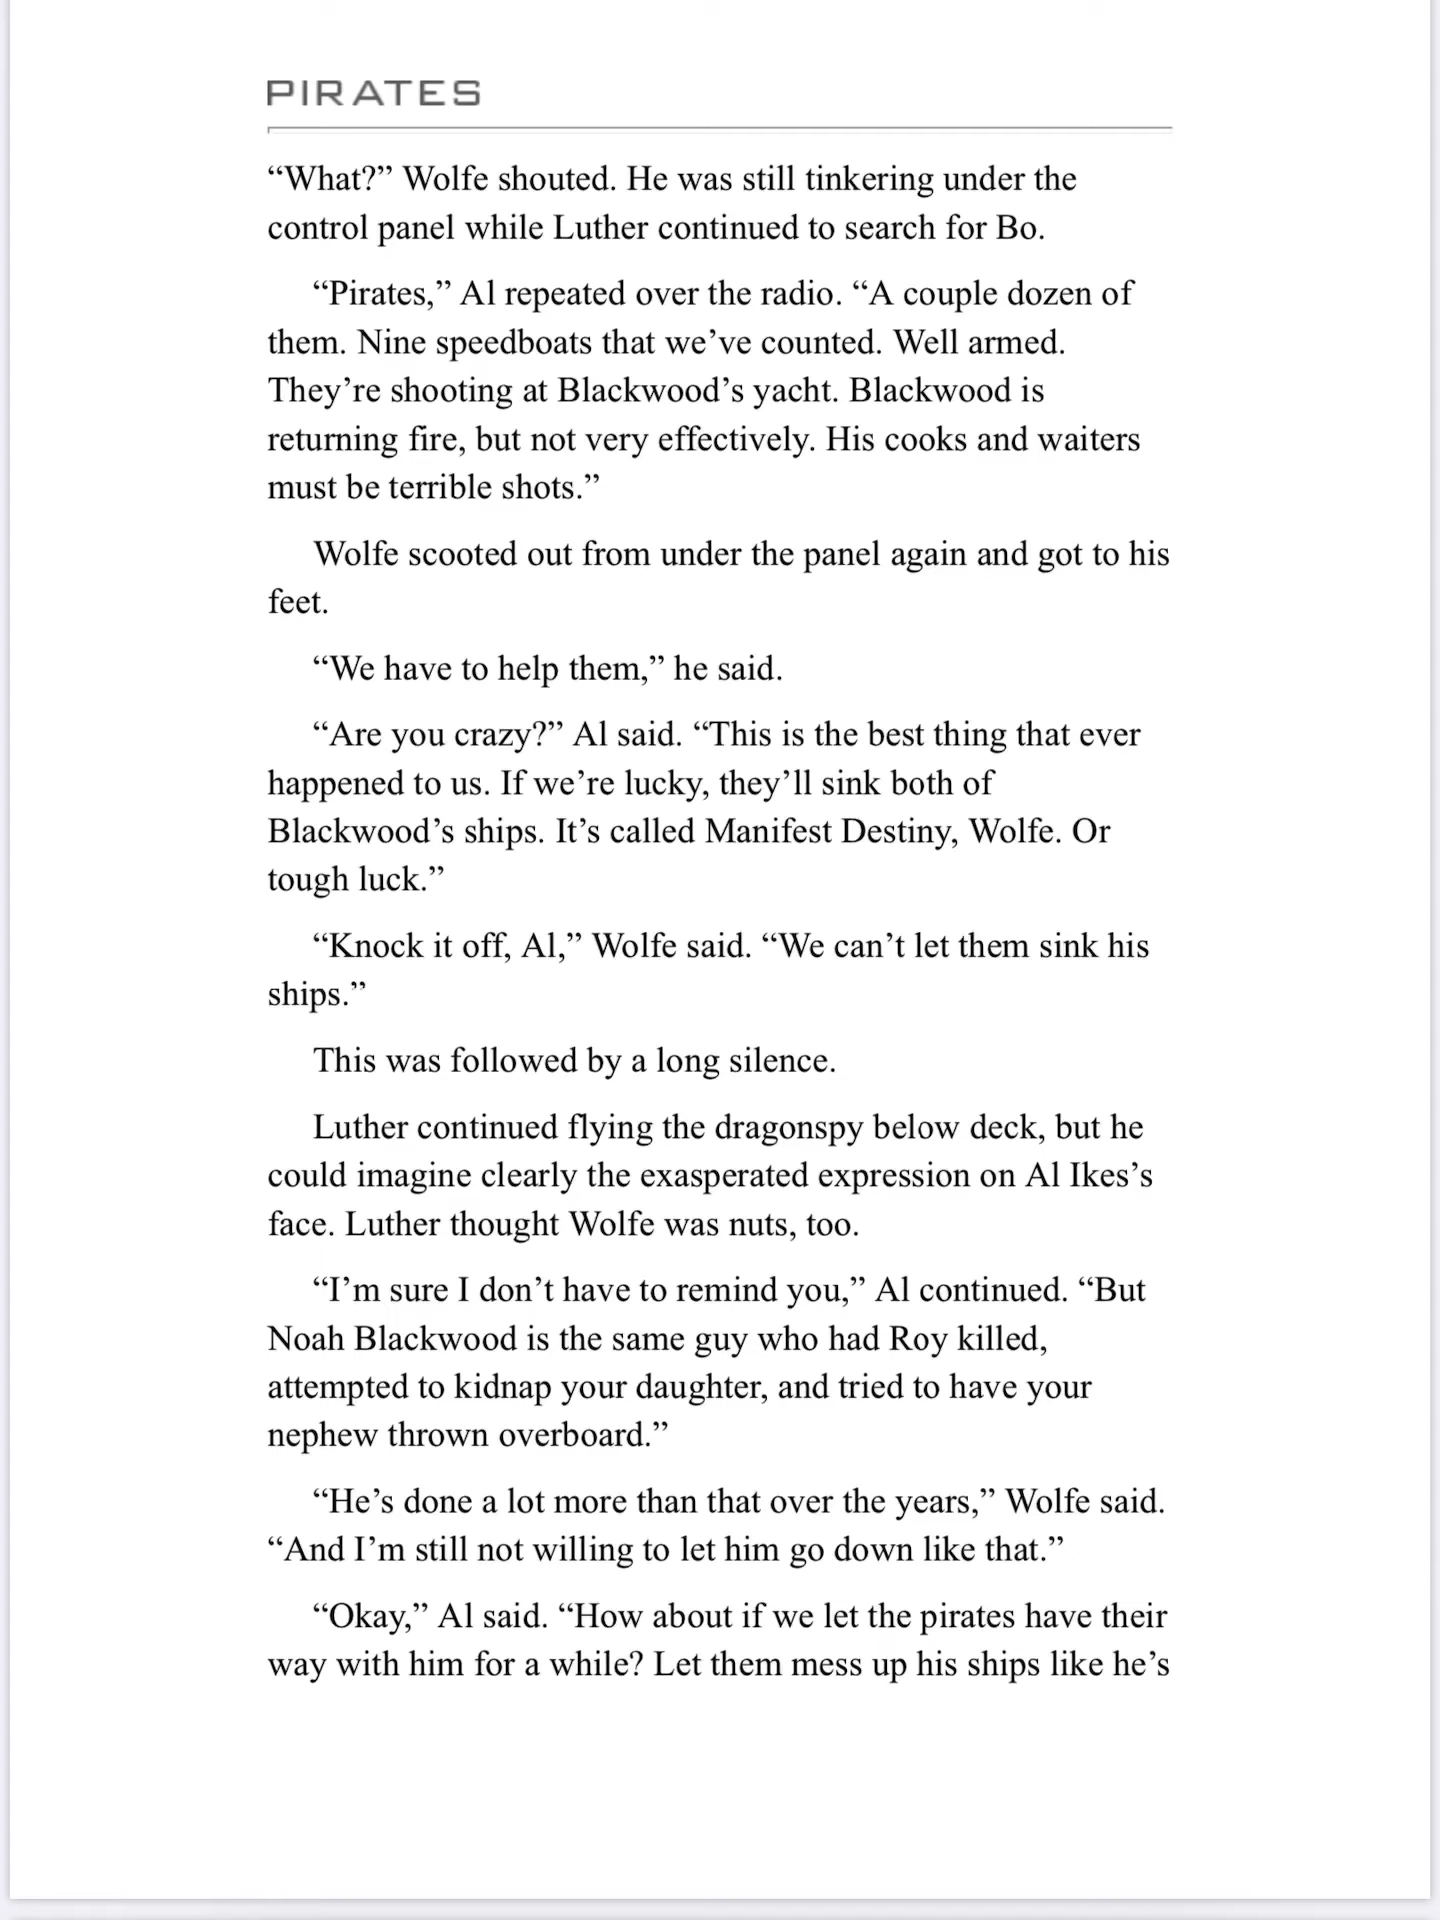 PIRATES
“What?” Wolfe shouted. He was still tinkering under the
control panel while Luther continued to search for Bo.
“Pirates,” Al repeated over the radio. “A couple dozen of
them. Nine speedboats that we’ve counted. Well armed.
They’re shooting at Blackwood’s yacht. Blackwood is
returning fire, but not very effectively. His cooks and waiters
must be terrible shots.”
Wolfe scooted out from under the panel again and got to his
feet.
“We have to help them,” he said.
“Are you crazy?” Al said. “This is the best thing that ever
happened to us. If we’re lucky, they’ll sink both of
Blackwood’s ships. It’s called Manifest Destiny, Wolfe. Or
tough luck.”
“Knock it off, Al,” Wolfe said. “We can’t let them sink his
ships.”
This was followed by a long silence.
Luther continued flying the dragonspy below deck, but he
could imagine clearly the exasperated expression on Al Ikes’s
face. Luther thought Wolfe was nuts, too.
“I’m sure I don’t have to remind you,” Al continued. “But
Noah Blackwood is the same guy who had Roy killed,
attempted to kidnap your daughter, and tried to have your
nephew thrown overboard.”
“He’s done a lot more than that over the years,” Wolfe said.
“And I’m still not willing to let him go down like that.”
“Okay,” Al said. “How about if we let the pirates have their
way with him for a while? Let them mess up his ships like he’s